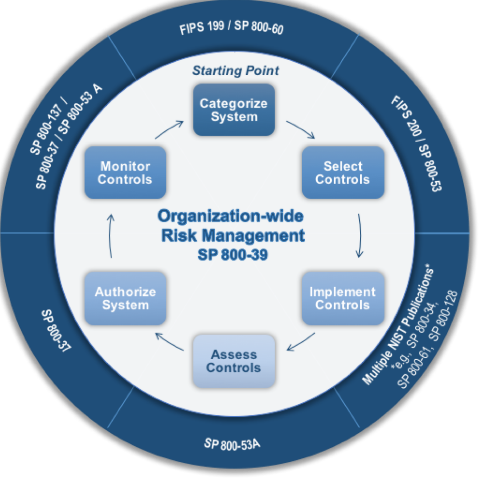 FIPS 199 / SP 800-60
Starting Point
Categorize
System
FIPS 200 / SP 800-53
Select
Controls
Multiple NIST Publications*
*e.g., SP 800-34,
SP 800-61, SP 800-128
Implement
Controls
SP 800-53A
Assess
Controls
SP 800-37
Authorize
System
SP 800-137 /
SP 800-37 / SP 800-53 A
Monitor
Controls
Organization-wide
Risk Management
SP 800-39